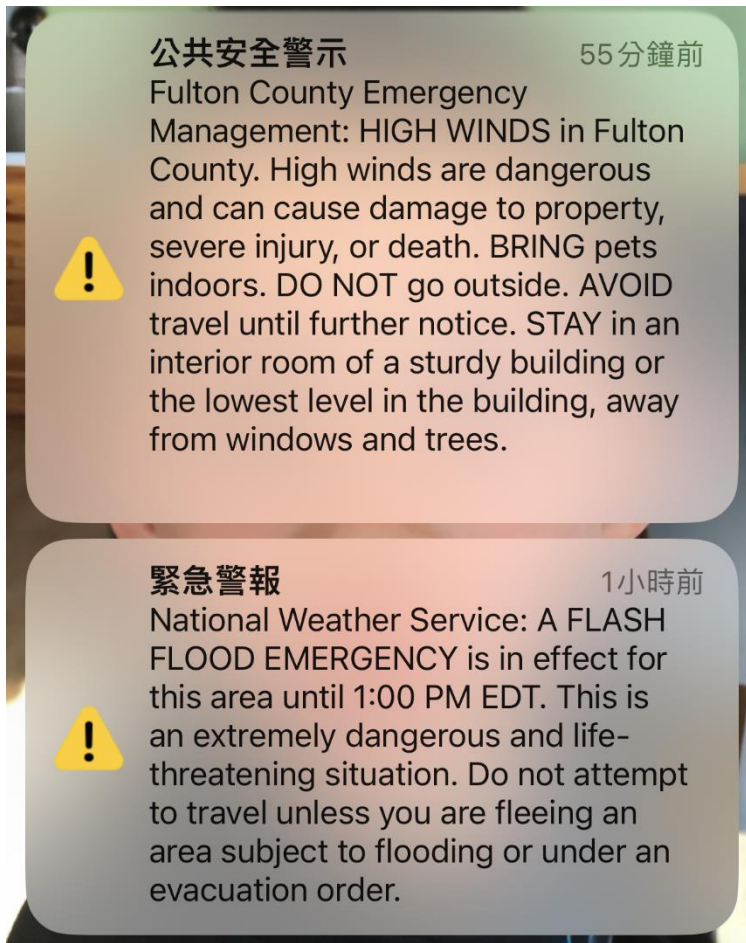 公共安全警示 55分鐘前
Fulton County Emergency
Management: HIGH WINDS in Fulton
County. High winds are dangerous
and can cause damage to property,
severe injury, or death. BRING pets
indoors. DO NOT go outside. AVOID
travel until further notice. STAY in an
interior room of a sturdy building or
the lowest level in the building, away
from windows and trees.
緊急警報 1小時前
National Weather Service: A FLASH
FLOOD EMERGENCY is in effect for
this area until 1:00 PM EDT. This is
an extremely dangerous and life-
threatening situation. Do not attempt
to travel unless you are fleeing an
area subject to flooding or under an
evacuation order.